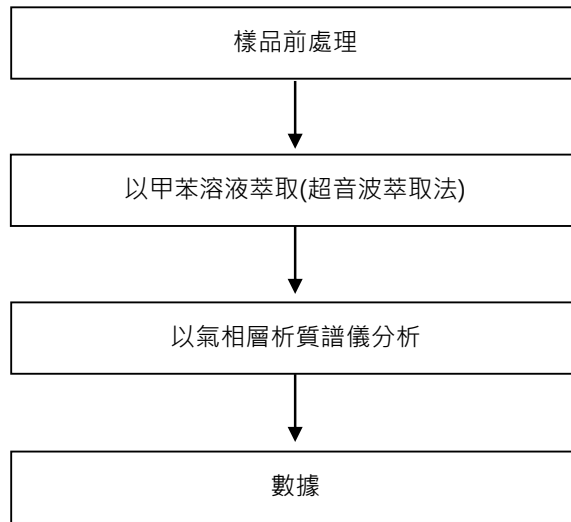 樣品前處理
以甲苯溶液萃取(超音波萃取法)
以氣相層析質譜儀分析
數據